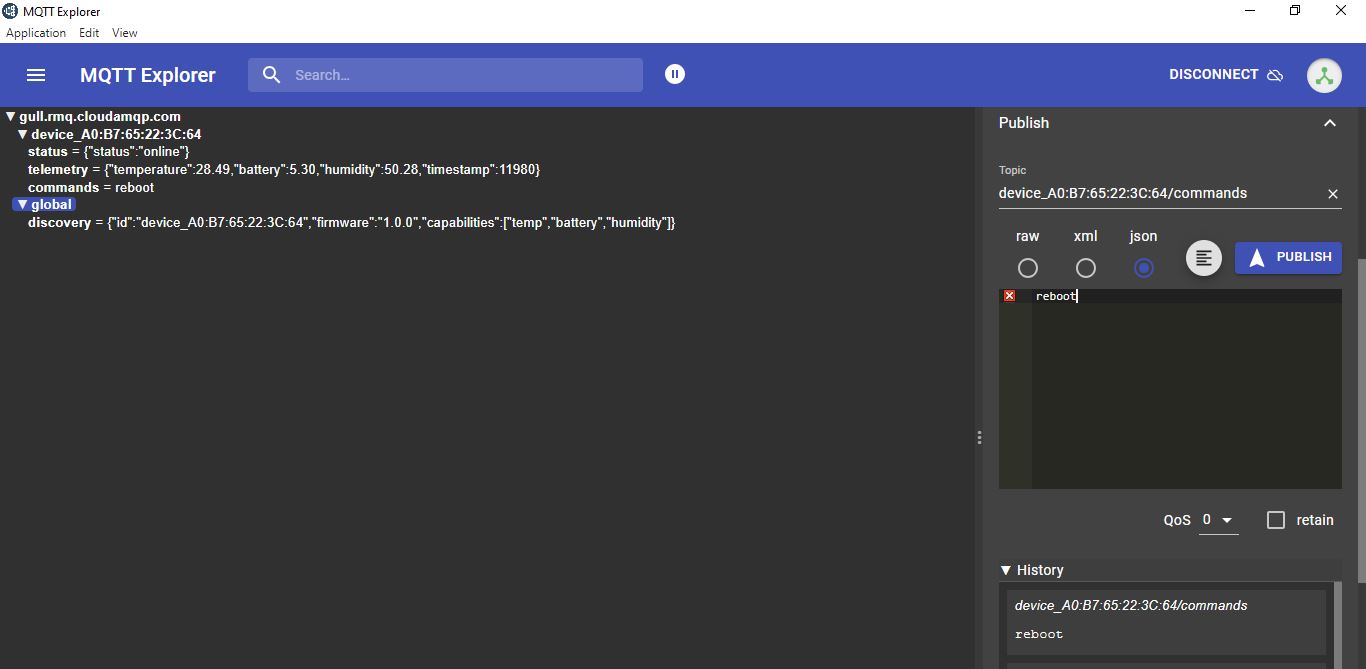 MQTT Explorer
Application Edit View
MQTT Explorer
Search...
DISCONNECT
gull.rmq.cloudamqp.com
device_A0:B7:65:22:3C:64
status = {"status":"online"}
telemetry = {"temperature":28.49,"battery":5.30,"humidity":50.28,"timestamp":11980}
commands = reboot
global
discovery = {"id":"device_A0:B7:65:22:3C:64","firmware":"1.0.0","capabilities":["temp","battery","humidity"]}
Publish
Topic
device_A0:B7:65:22:3C:64/commands
raw xml json
PUBLISH
reboot
QoS 0 retain
History
device_A0:B7:65:22:3C:64/commands
reboot